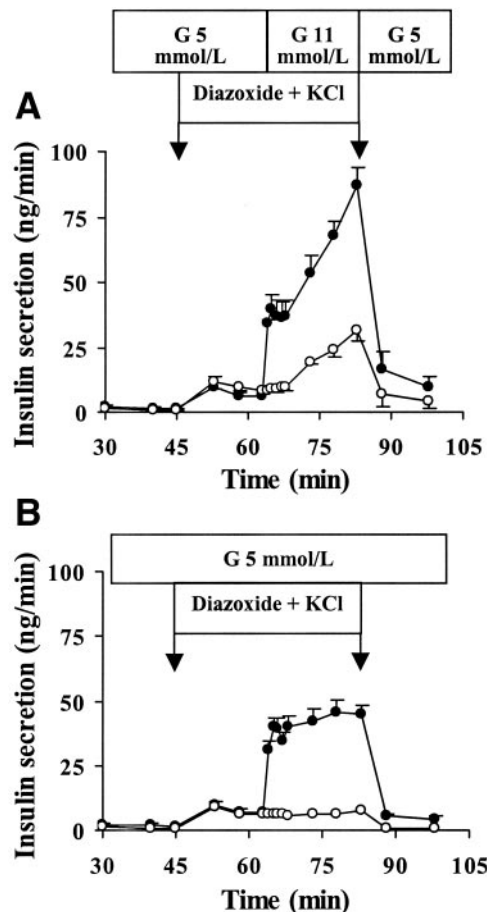 G 5 G 11 G 5
mmol/L mmol/L mmol/L
Diazoxide + KCl
A
100
75
50
25
0
Insulin secretion (ng/min)
30 45 60 75 90 105
Time (min)
B
G 5 mmol/L
Diazoxide + KCl
100
75
50
25
0
Insulin secretion (ng/min)
30 45 60 75 90 105
Time (min)